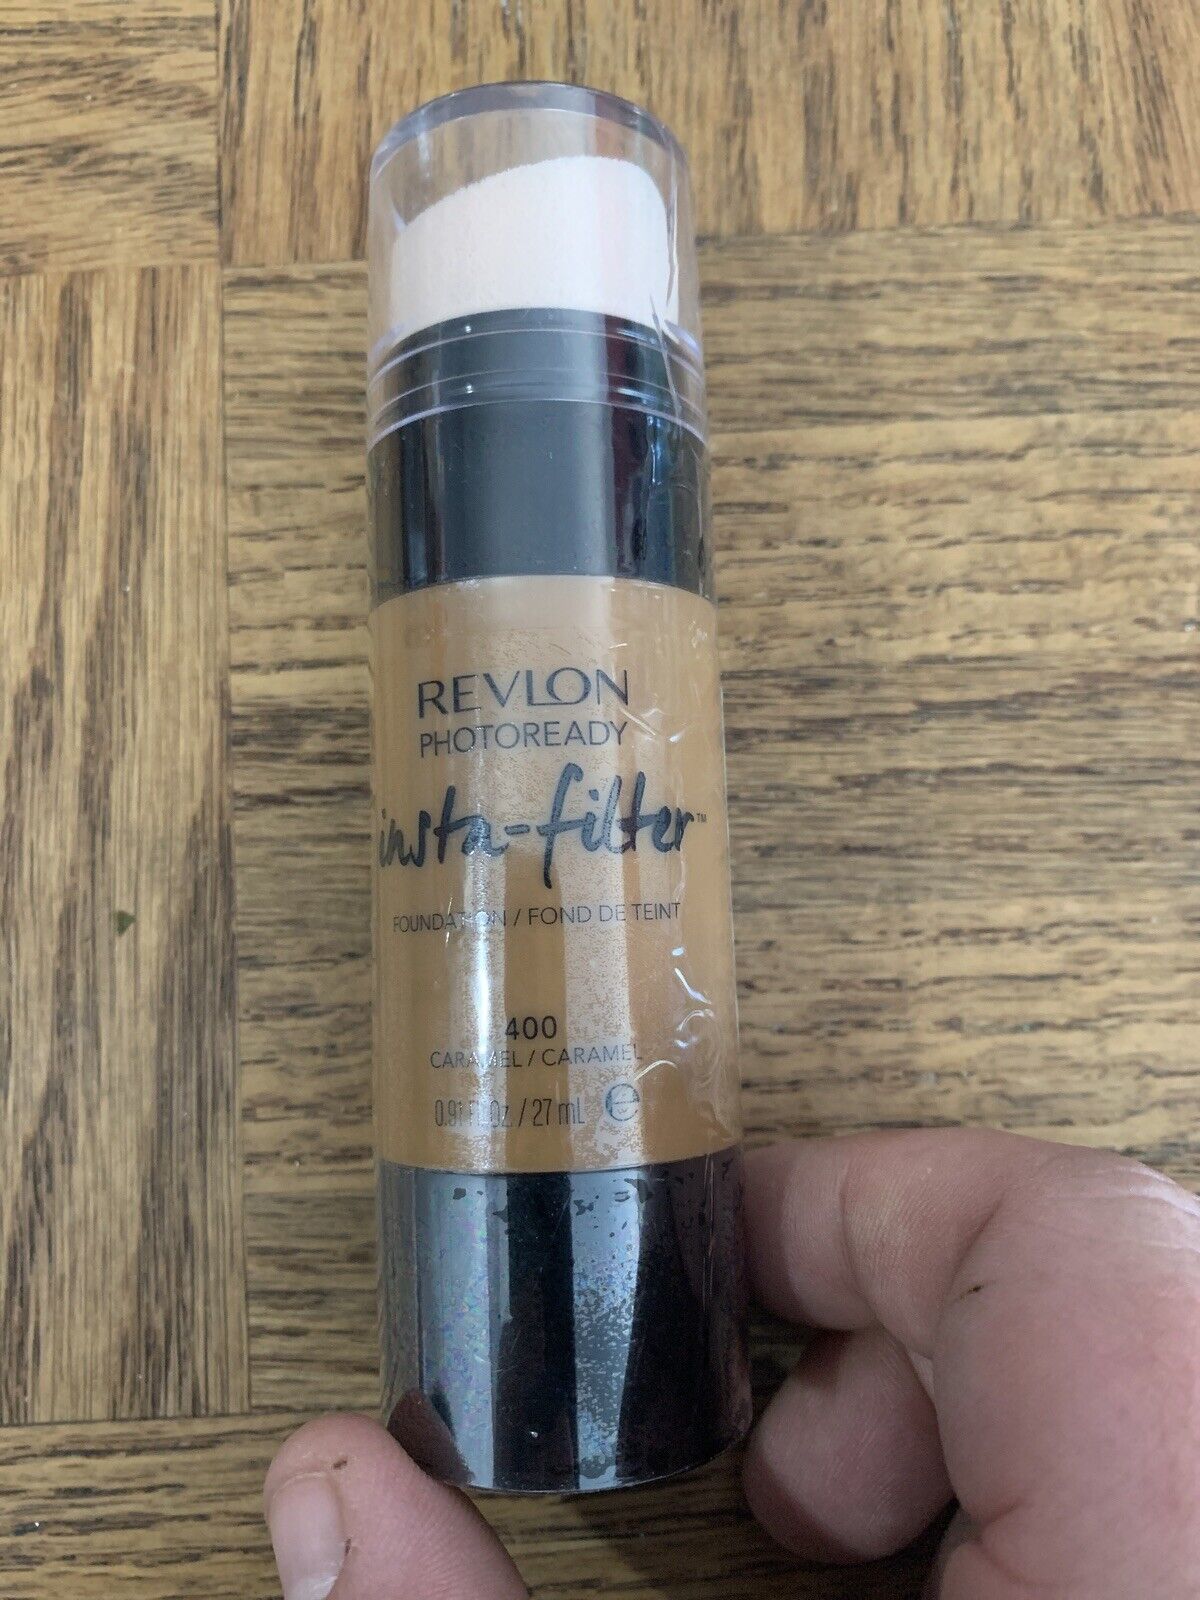 REVLON
PHOTOREADY
insta-filter™
FOUNDATION / FOND DE TEINT
400
CARAMEL / CARAMEL
0.91 Fl. Oz. / 27 mL ℮